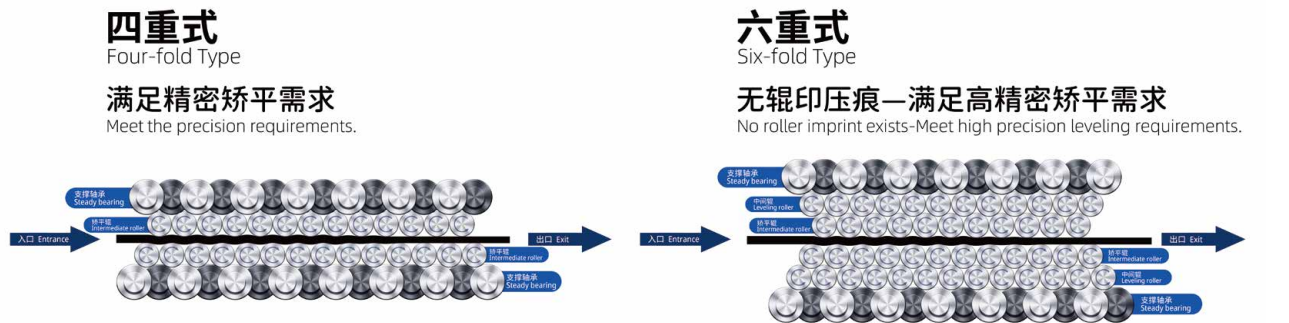 四重式
Four-fold Type
满足精密矫平需求
Meet the precision requirements.
支撑轴承
Steady bearing
矫平辊
Intermediate roller
入口 Entrance
出口 Exit
矫平辊
Intermediate roller
支撑轴承
Steady bearing
六重式
Six-fold Type
无辊印压痕—满足高精密矫平需求
No roller imprint exists-Meet high precision leveling requirements.
支撑轴承
Steady bearing
中间辊
Leveling roller
矫平辊
Intermediate roller
入口 Entrance
出口 Exit
矫平辊
Intermediate roller
中间辊
Leveling roller
支撑轴承
Steady bearing